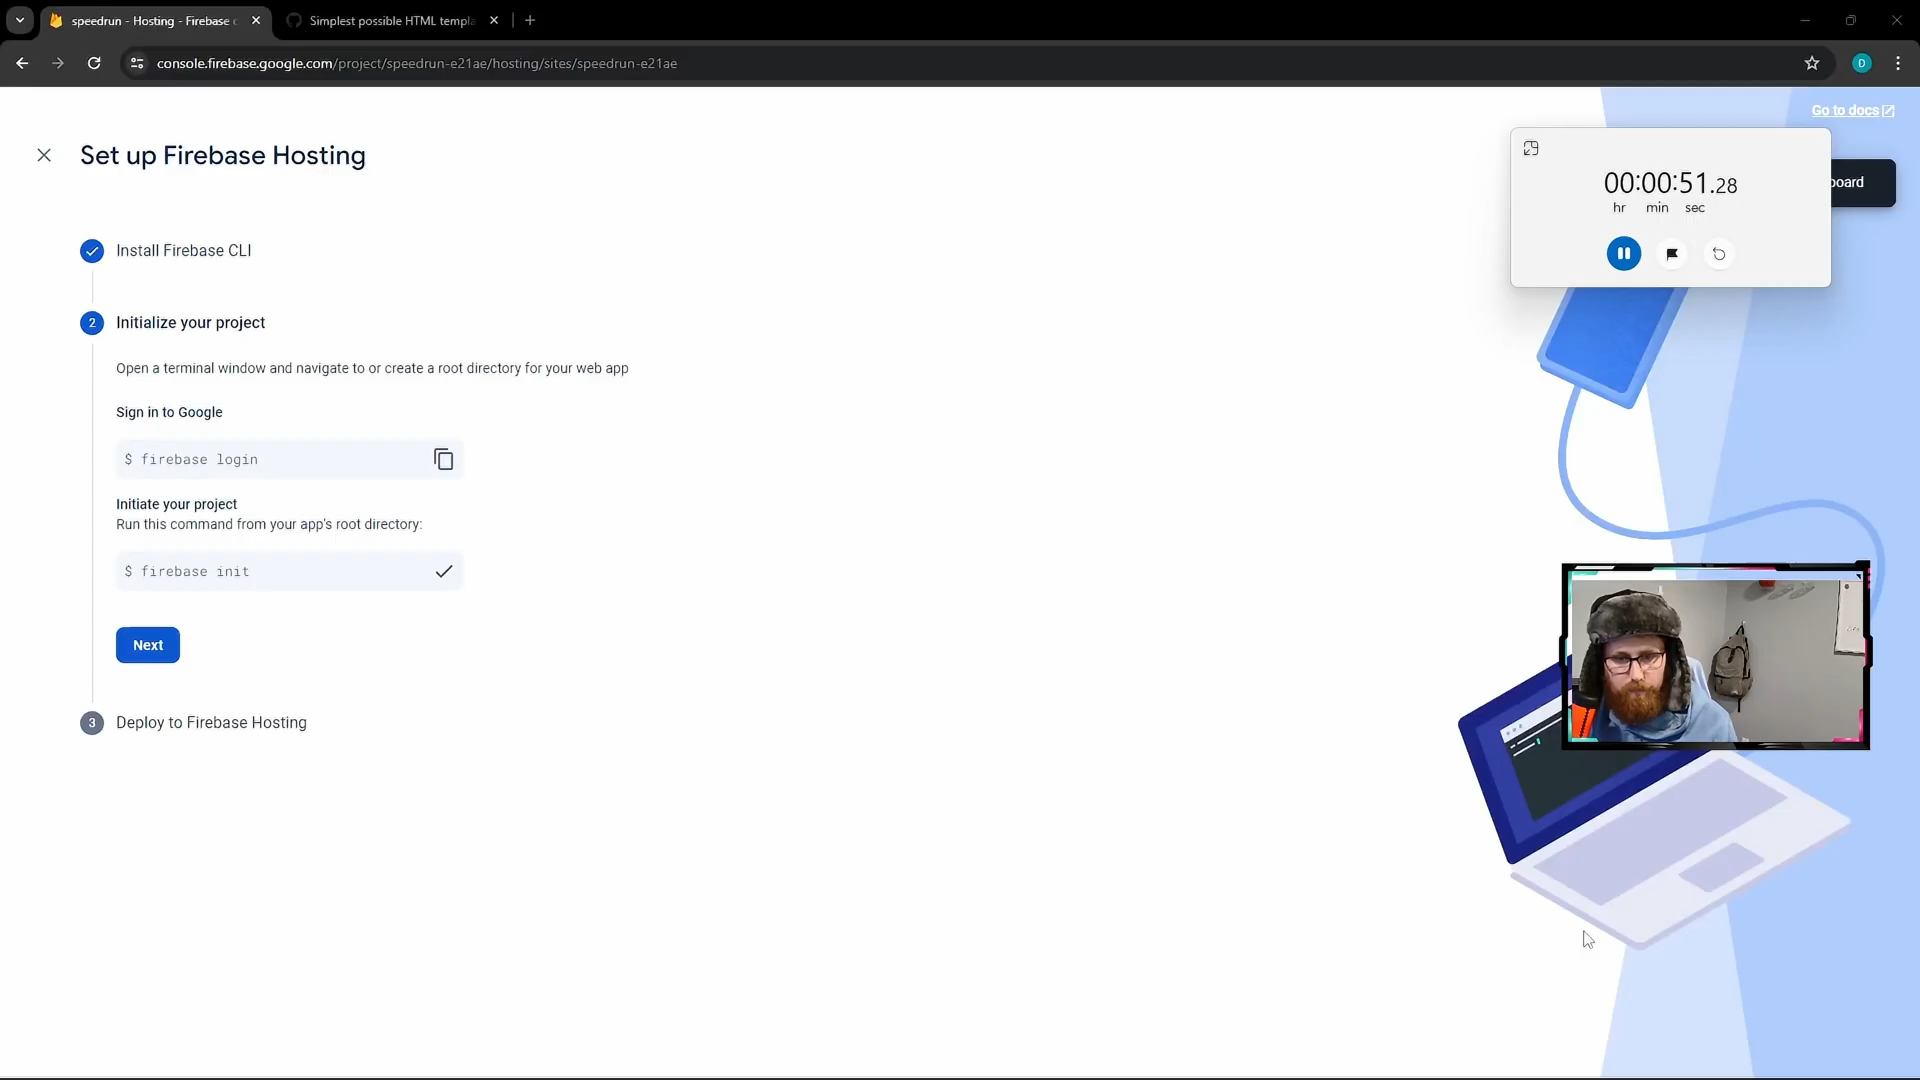 speedrun - Hosting - Firebase c
Simplest possible HTML templa
console.firebase.google.com/project/speedrun-e21ae/hosting/sites/speedrun-e21ae
D
Go to docs
Set up Firebase Hosting
00:00:51.28
hr min sec
board
Install Firebase CLI
2 Initialize your project
Open a terminal window and navigate to or create a root directory for your web app
Sign in to Google
$ firebase login
Initiate your project
Run this command from your app's root directory:
$ firebase init
Next
3 Deploy to Firebase Hosting